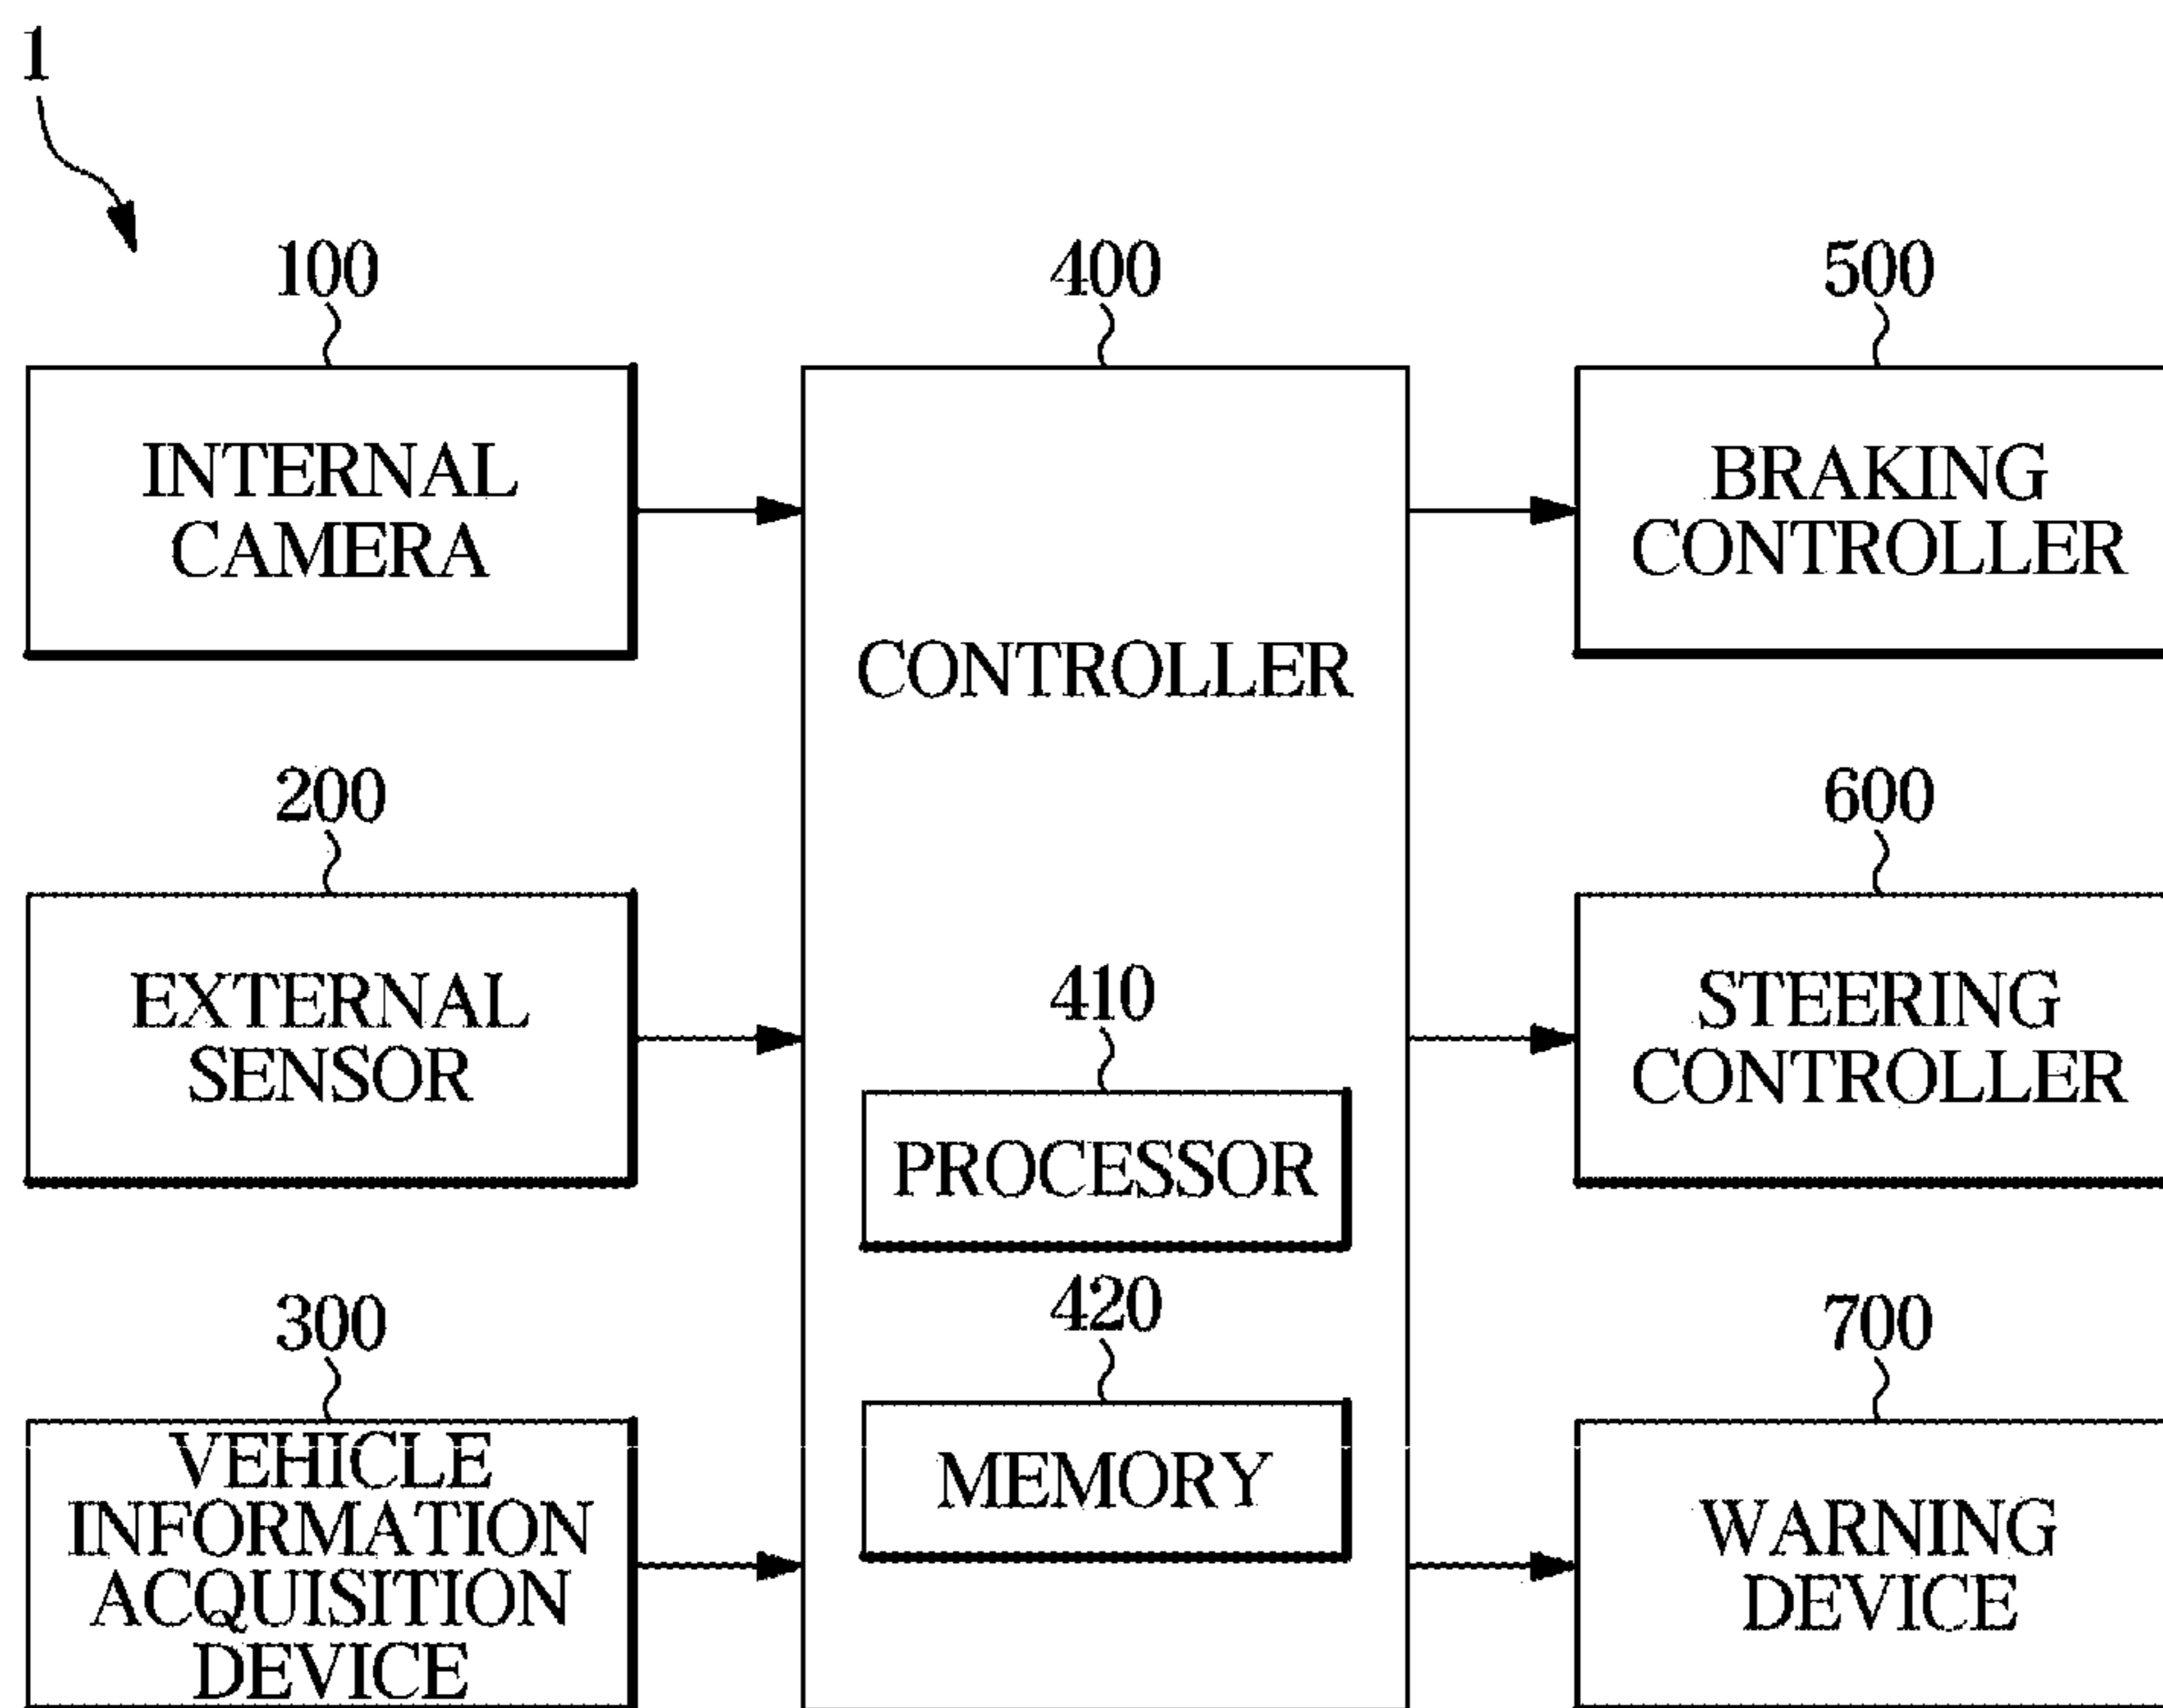 1
100
400
500
INTERNAL
CAMERA
CONTROLLER
BRAKING
CONTROLLER
200
600
EXTERNAL
SENSOR
410
PROCESSOR
STEERING
CONTROLLER
300
420
700
VEHICLE
INFORMATION
ACQUISITION
DEVICE
MEMORY
WARNING
DEVICE